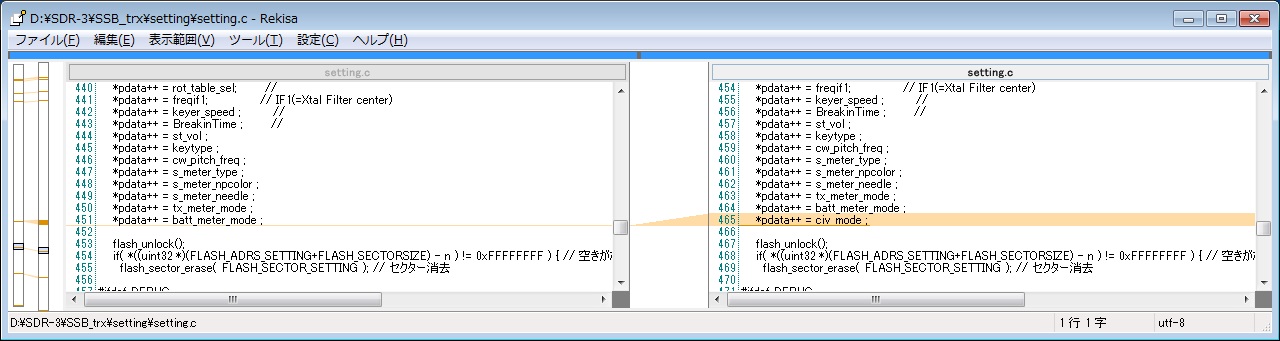 D:¥SDR-3¥SSB_trx¥setting¥setting.c - Rekisa
ファイル(F) 編集(E) 表示範囲(V) ツール(T) 設定(C) ヘルプ(H)
setting.c
440 *pdata++ = rot_table_sel; //
441 *pdata++ = freqif1; // IF1(=Xtal Filter center)
442 *pdata++ = keyer_speed ; //
443 *pdata++ = BreakinTime ; //
444 *pdata++ = st_vol ;
445 *pdata++ = keytype ;
446 *pdata++ = cw_pitch_freq ;
447 *pdata++ = s_meter_type ;
448 *pdata++ = s_meter_npcolor ;
449 *pdata++ = s_meter_needle ;
450 *pdata++ = tx_meter_mode ;
451 *pdata++ = batt_meter_mode ;
452
453 flash_unlock();
454 if( *((uint32 *)(FLASH_ADRS_SETTING+FLASH_SECTORSIZE) - n ) != 0xFFFFFFFF ) { // 空きが
455 flash_sector_erase( FLASH_SECTOR_SETTING ); // セクター消去
456
457 #ifdef DEBUG
setting.c
454 *pdata++ = freqif1; // IF1(=Xtal Filter center)
455 *pdata++ = keyer_speed ; //
456 *pdata++ = BreakinTime ; //
457 *pdata++ = st_vol ;
458 *pdata++ = keytype ;
459 *pdata++ = cw_pitch_freq ;
460 *pdata++ = s_meter_type ;
461 *pdata++ = s_meter_npcolor ;
462 *pdata++ = s_meter_needle ;
463 *pdata++ = tx_meter_mode ;
464 *pdata++ = batt_meter_mode ;
465 *pdata++ = civ_mode ;
466
467 flash_unlock();
468 if( *((uint32 *)(FLASH_ADRS_SETTING+FLASH_SECTORSIZE) - n ) != 0xFFFFFFFF ) { // 空きが
469 flash_sector_erase( FLASH_SECTOR_SETTING ); // セクター消去
470
471 #ifdef DEBUG
D:¥SDR-3¥SSB_trx¥setting¥setting.c 1 行 1 字 utf-8